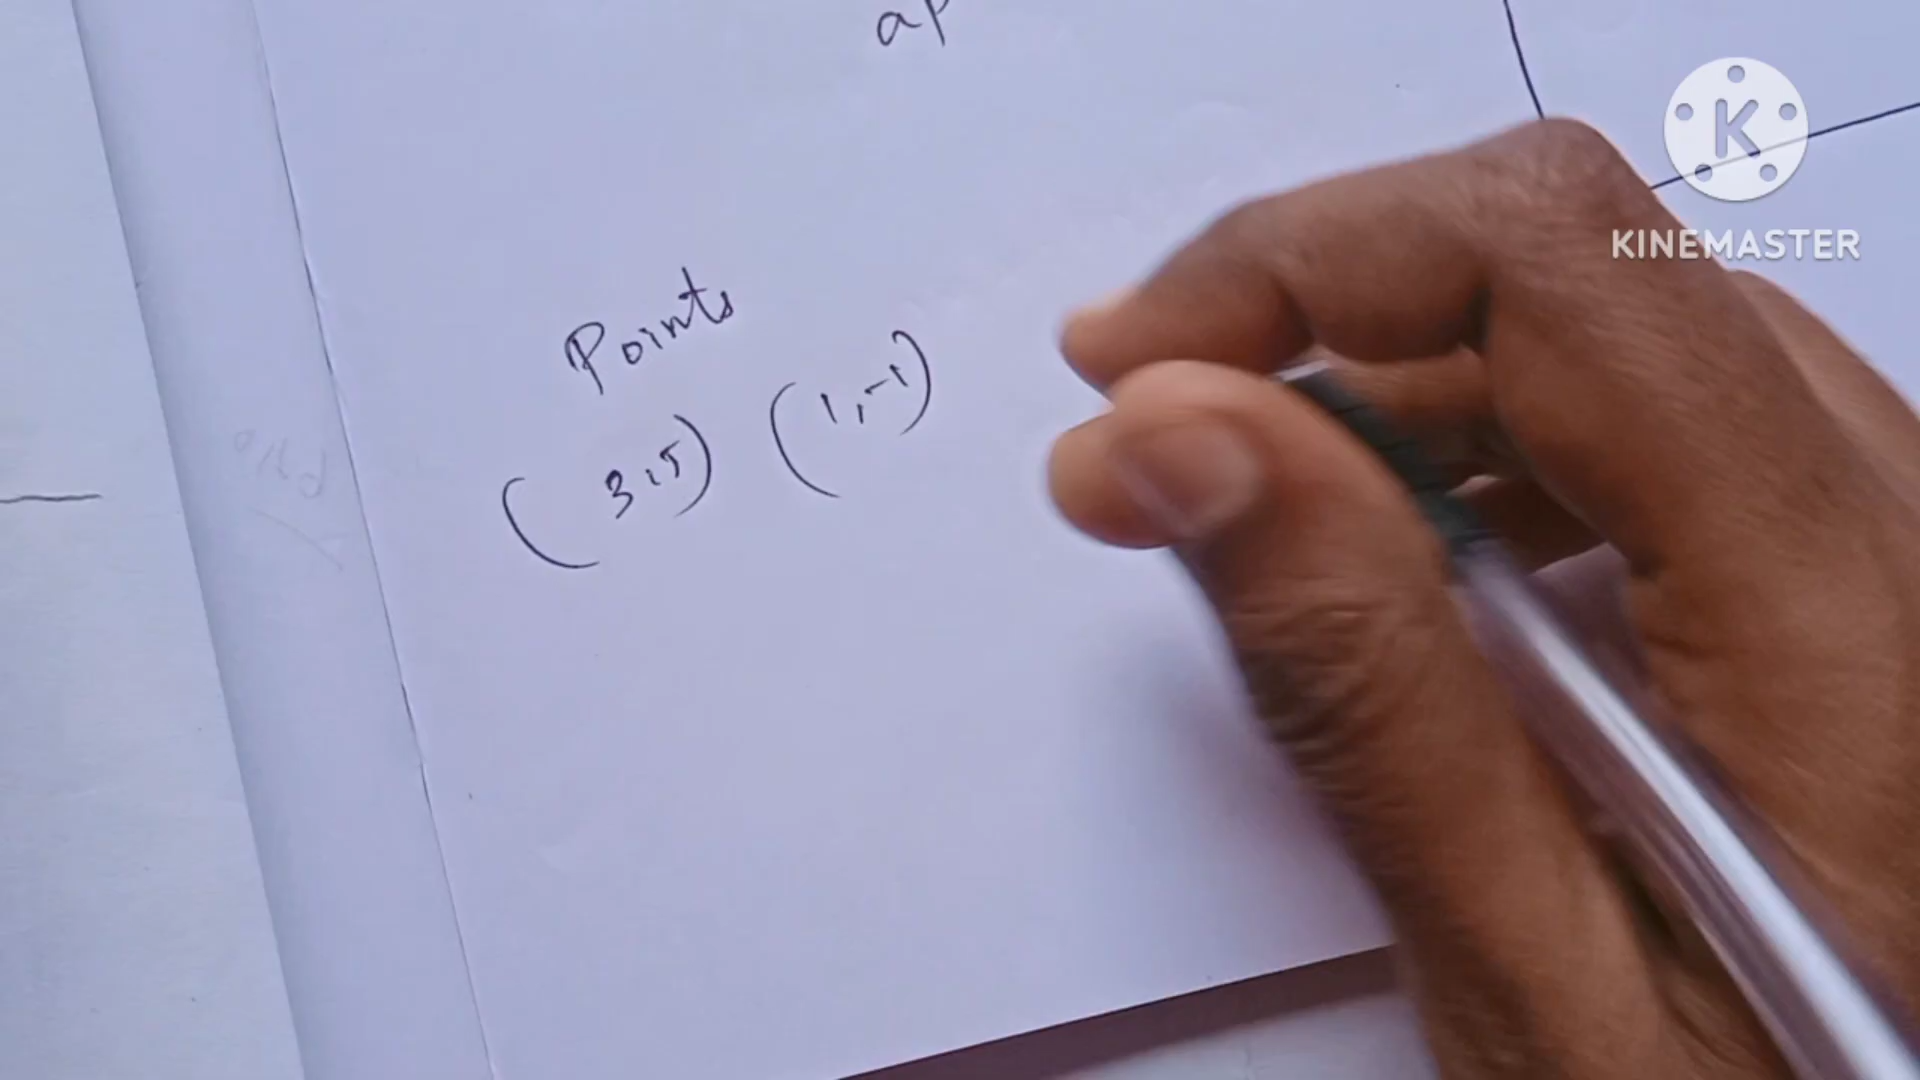 ap
K
KINEMASTER
Points
(3,5) (1,-1)